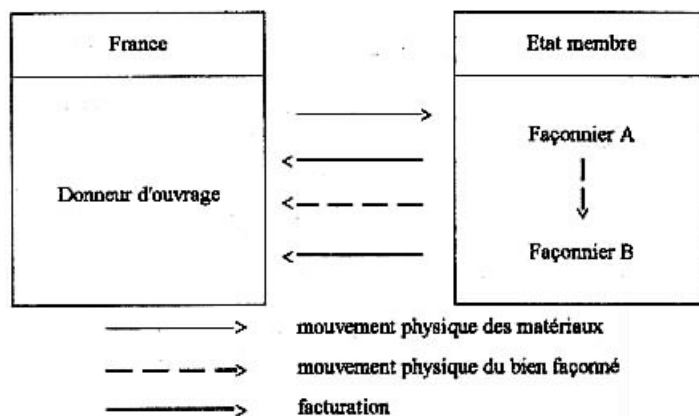 France
Etat membre
Façonnier A
Donneur d'ouvrage
Façonnier B
mouvement physique des matériaux
mouvement physique du bien façonné
facturation